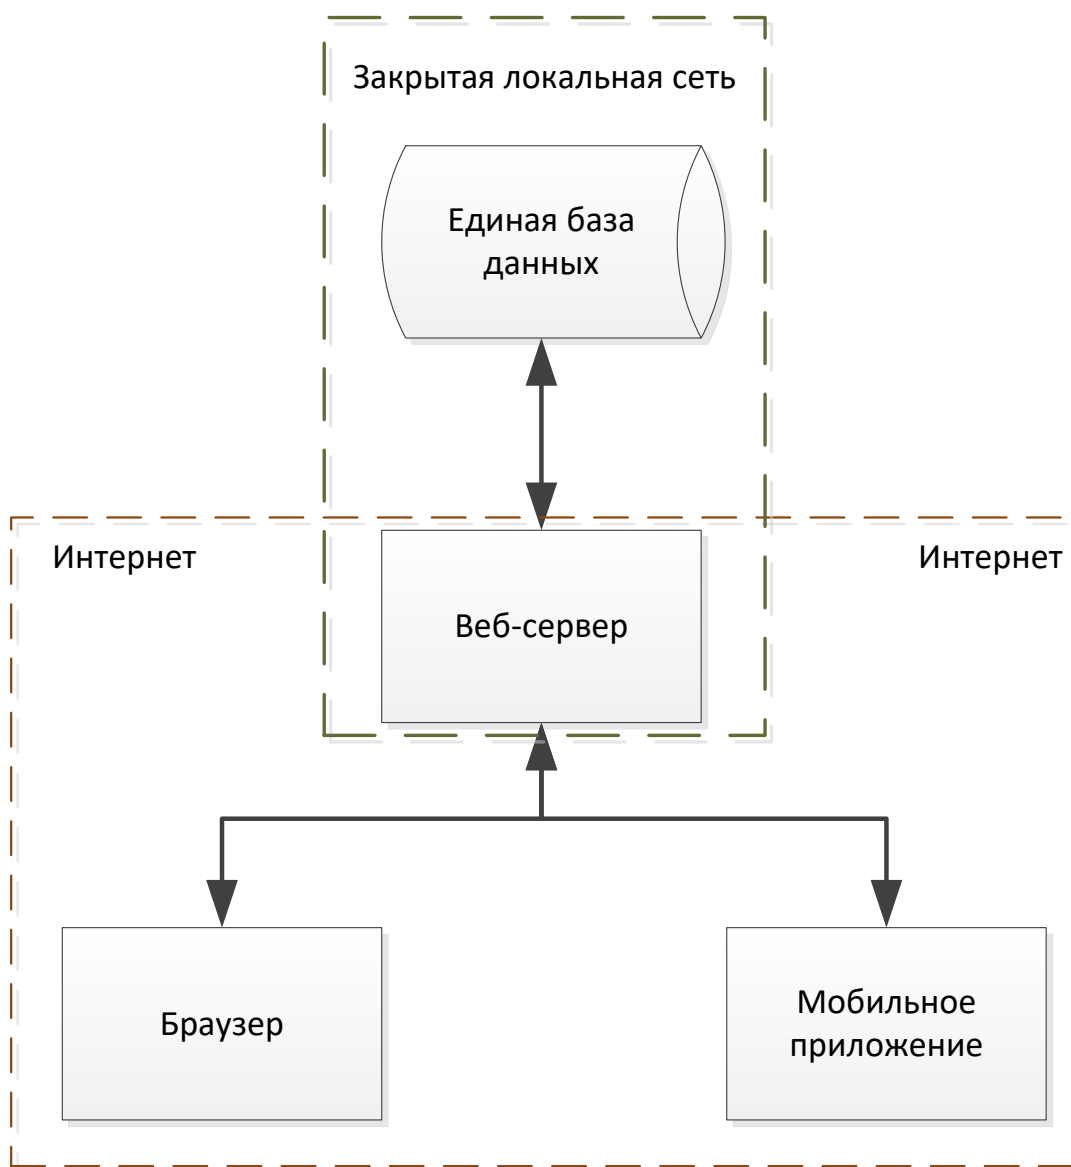 Закрытая локальная сеть
Единая база
данных
Интернет
Интернет
Веб-сервер
Браузер
Мобильное
приложение